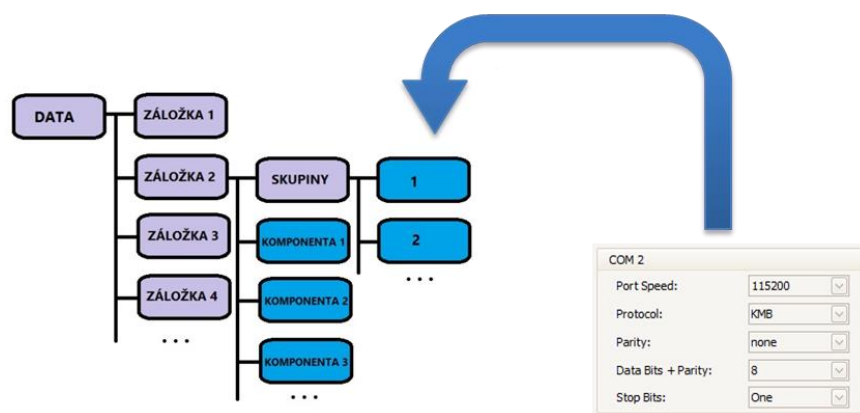 DATA
ZÁLOŽKA 1
ZÁLOŽKA 2
SKUPINY
1
ZÁLOŽKA 3
KOMPONENTA 1
2
...
ZÁLOŽKA 4
KOMPONENTA 2
...
KOMPONENTA 3
...
COM 2
Port Speed: 115200
Protocol: KMB
Parity: none
Data Bits + Parity: 8
Stop Bits: One